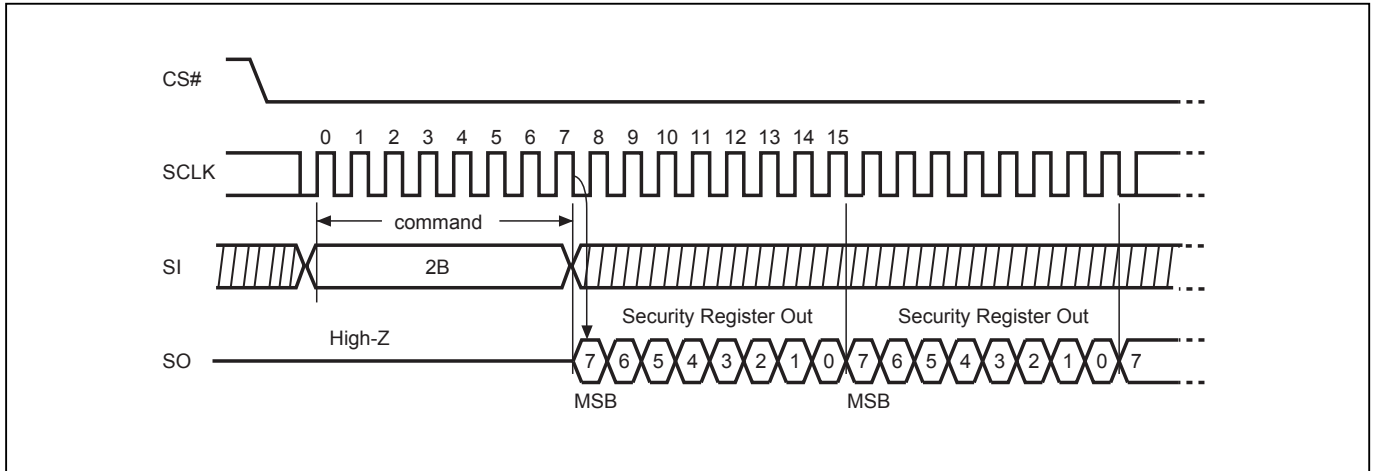 CS#
0 1 2 3 4 5 6 7 8 9 10 11 12 13 14 15
SCLK
command
SI
2B
Security Register Out Security Register Out
High-Z
SO
7 6 5 4 3 2 1 0 7 6 5 4 3 2 1 0 7
MSB MSB